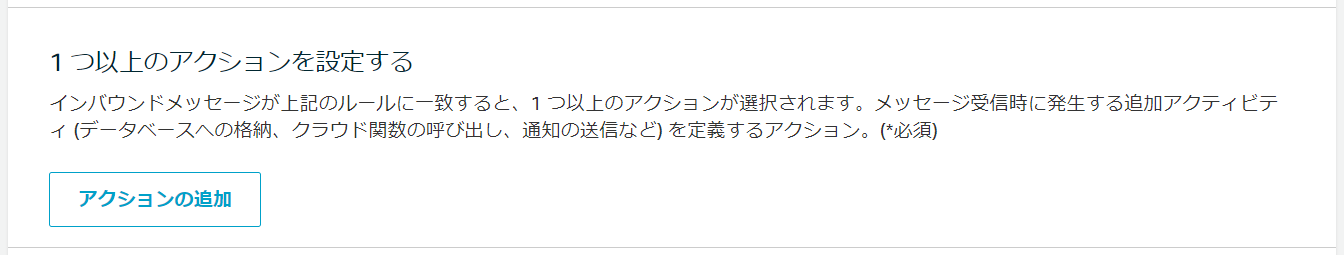 1 つ以上のアクションを設定する
インバウンドメッセージが上記のルールに一致すると、1 つ以上のアクションが選択されます。メッセージ受信時に発生する追加アクティビテ
ィ (データベースへの格納、クラウド関数の呼び出し、通知の送信など) を定義するアクション。(*必須)
アクションの追加